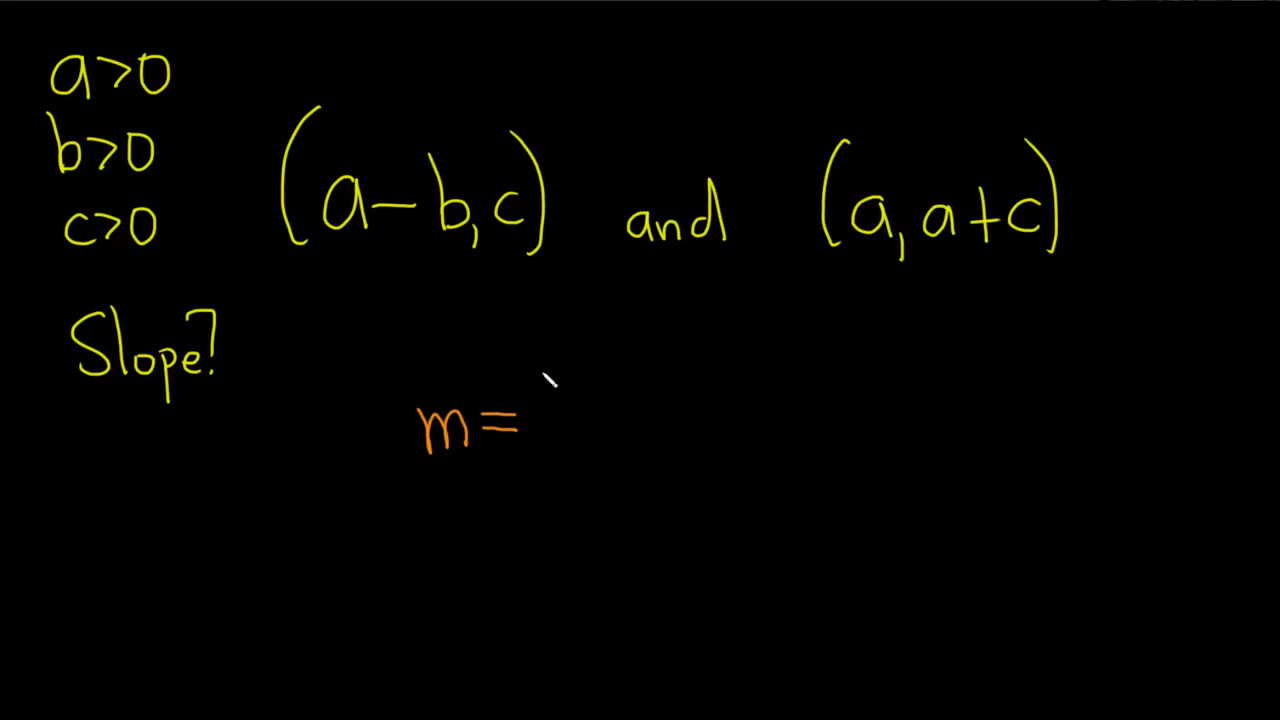 a>0
b>0
c>0
(a-b,c) and (a, a+c)
Slope?
m=